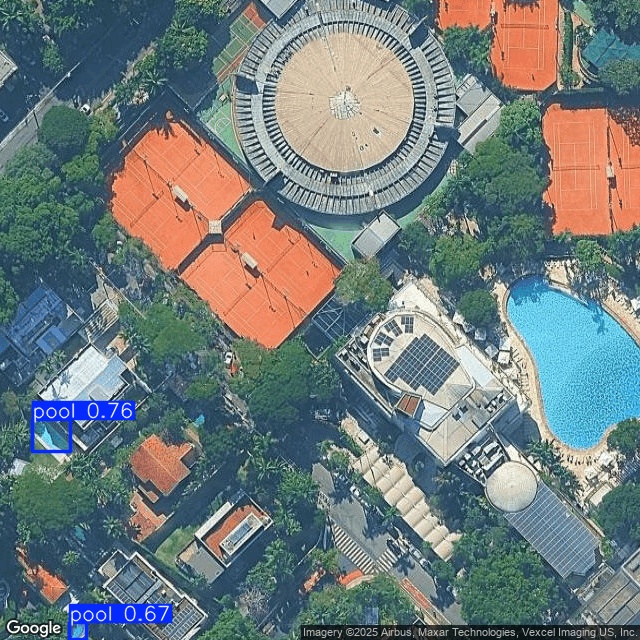 pool 0.76
pool 0.67
Google
Imagery ©2025 Airbus, Maxar Technologies, Vexcel Imaging US, Inc